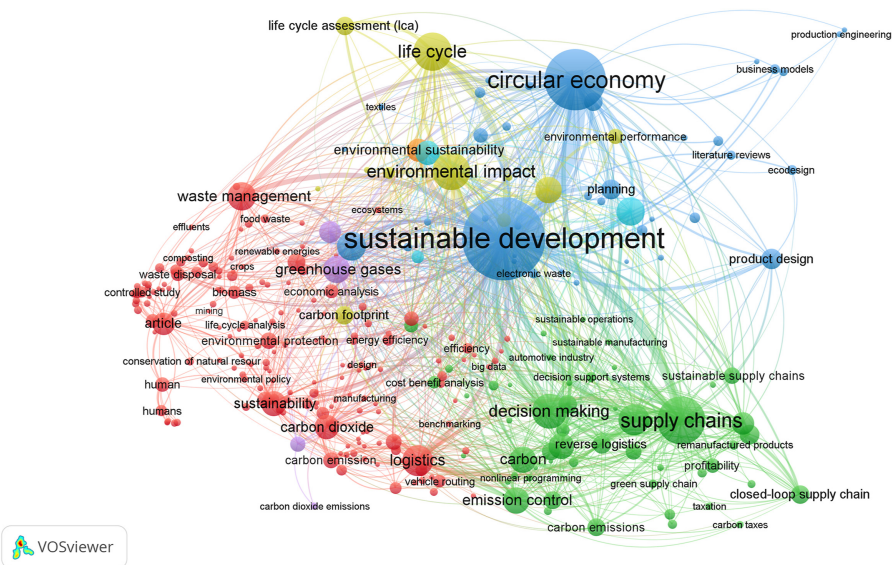 life cycle assessment (lca)
production engineering
life cycle
business models
circular economy
textiles
environmental performance
environmental sustainability
literature reviews
environmental impact
ecodesign
planning
waste management
ecosystems
food waste
effluents
sustainable development
renewable energies
composting
product design
crops
greenhouse gases
waste disposal
electronic waste
controlled study
biomass
economic analysis
mining
carbon footprint
sustainable operations
article
life cycle analysis
environmental protection
energy efficiency
sustainable manufacturing
efficiency
automotive industry
conservation of natural resour
design
big data
environmental policy
decision support systems
sustainable supply chains
human
cost benefit analysis
manufacturing
sustainability
humans
decision making
supply chains
benchmarking
carbon dioxide
reverse logistics
remanufactured products
carbon emission
logistics
carbon
profitability
nonlinear programming
vehicle routing
green supply chain
closed-loop supply chain
emission control
carbon dioxide emissions
taxation
carbon emissions
carbon taxes
VOSviewer